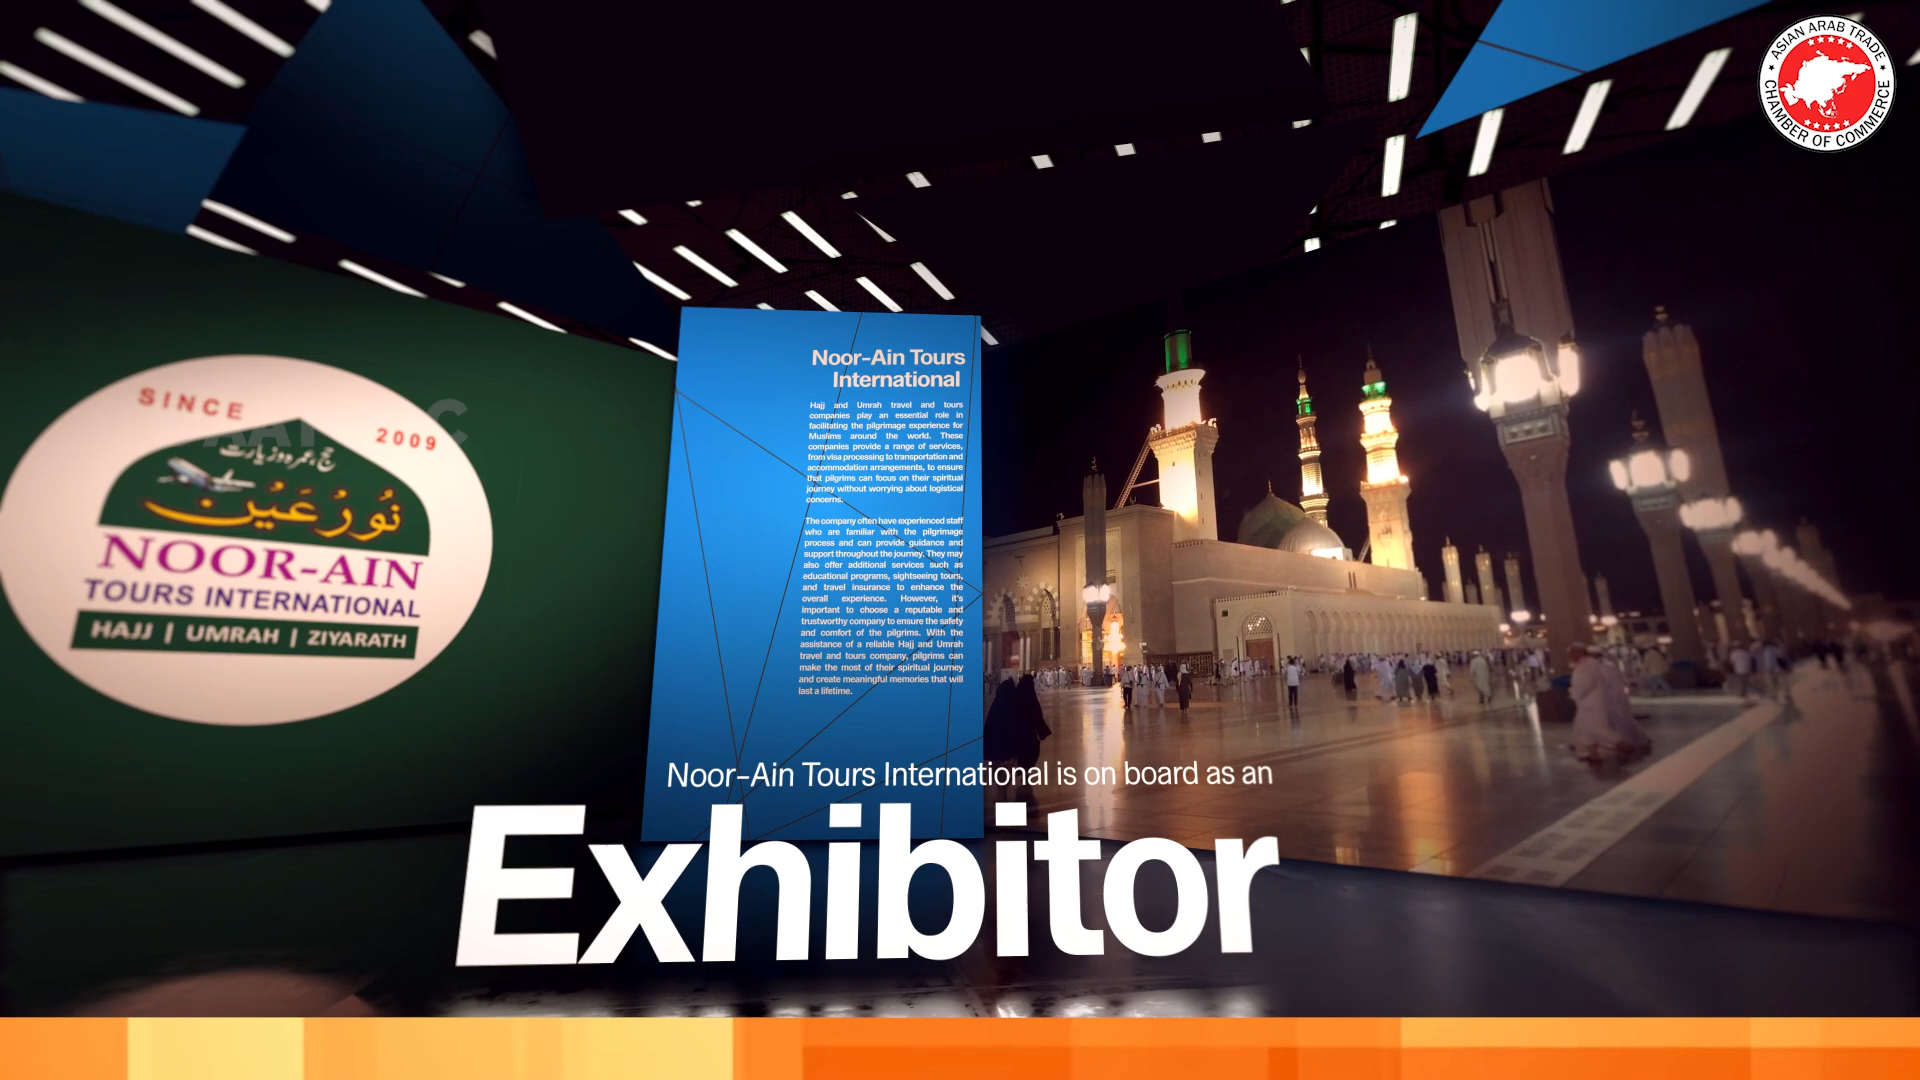 ASIAN ARAB TRADE
CHAMBER OF COMMERCE
SINCE 2009
حج، عمرہ و زیارت
نُورُعَیْن
NOOR-AIN
TOURS INTERNATIONAL
HAJJ | UMRAH | ZIYARATH
Noor-Ain Tours
International
Hajj and Umrah travel and tours
companies play an essential role in
facilitating the pilgrimage experience for
Muslims around the world. These
companies provide a range of services,
from visa processing to transportation and
accommodation arrangements, to ensure
that pilgrims can focus on their spiritual
journey without worrying about logistical
concerns.
The company often have experienced staff
who are familiar with the pilgrimage
process and can provide guidance and
support throughout the journey. They may
also offer additional services such as
educational programs, sightseeing tours,
and travel insurance to enhance the
overall experience. However, it's
important to choose a reputable and
trustworthy company to ensure the safety
and comfort of the pilgrims. With the
assistance of a reliable Hajj and Umrah
travel and tours company, pilgrims can
make the most of their spiritual journey
and create meaningful memories that will
last a lifetime.
Noor-Ain Tours International is on board as an
Exhibitor